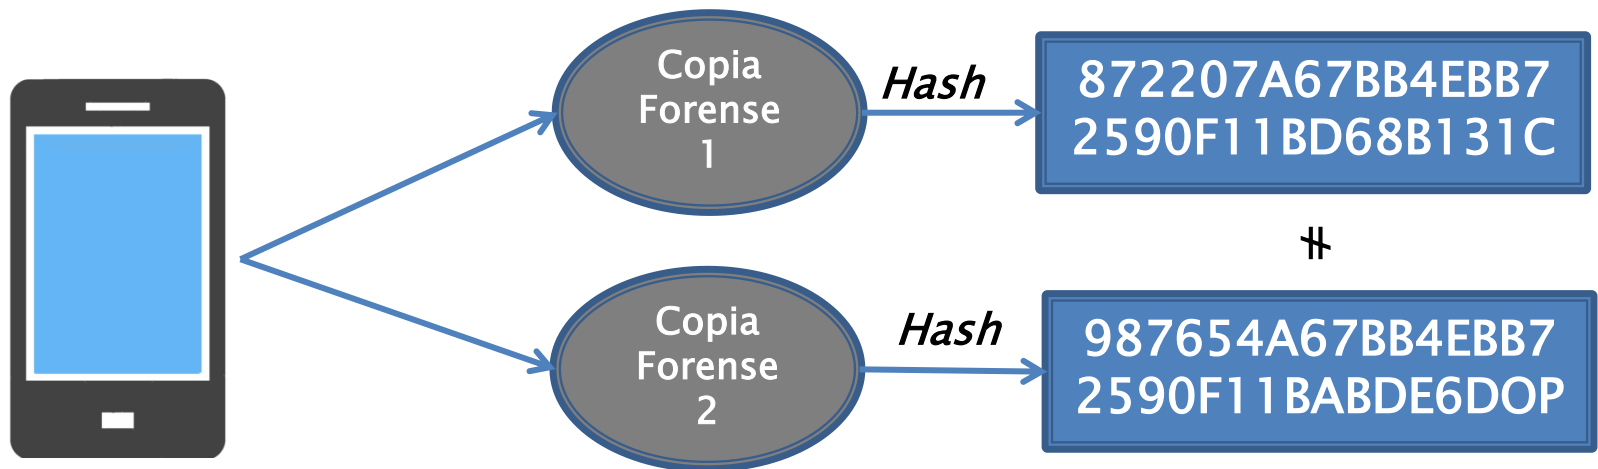 Copia
Forense
1
Hash
872207A67BB4EBB7
2590F11BD68B131C
≠
Copia
Forense
2
Hash
987654A67BB4EBB7
2590F11BABDE6DOP